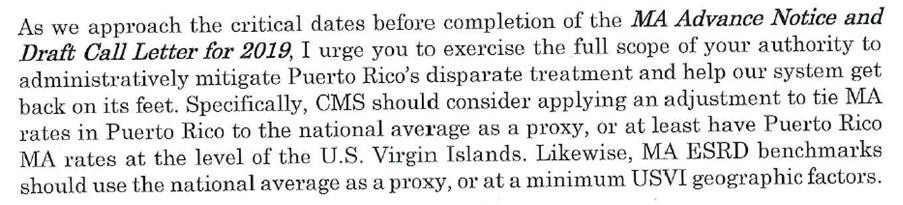 As we approach the critical dates before completion of the MA Advance Notice and
Draft Call Letter for 2019, I urge you to exercise the full scope of your authority to
administratively mitigate Puerto Rico's disparate treatment and help our system get
back on its feet. Specifically, CMS should consider applying an adjustment to tie MA
rates in Puerto Rico to the national average as a proxy, or at least have Puerto Rico
MA rates at the level of the U.S. Virgin Islands. Likewise, MA ESRD benchmarks
should use the national average as a proxy, or at a minimum USVI geographic factors.